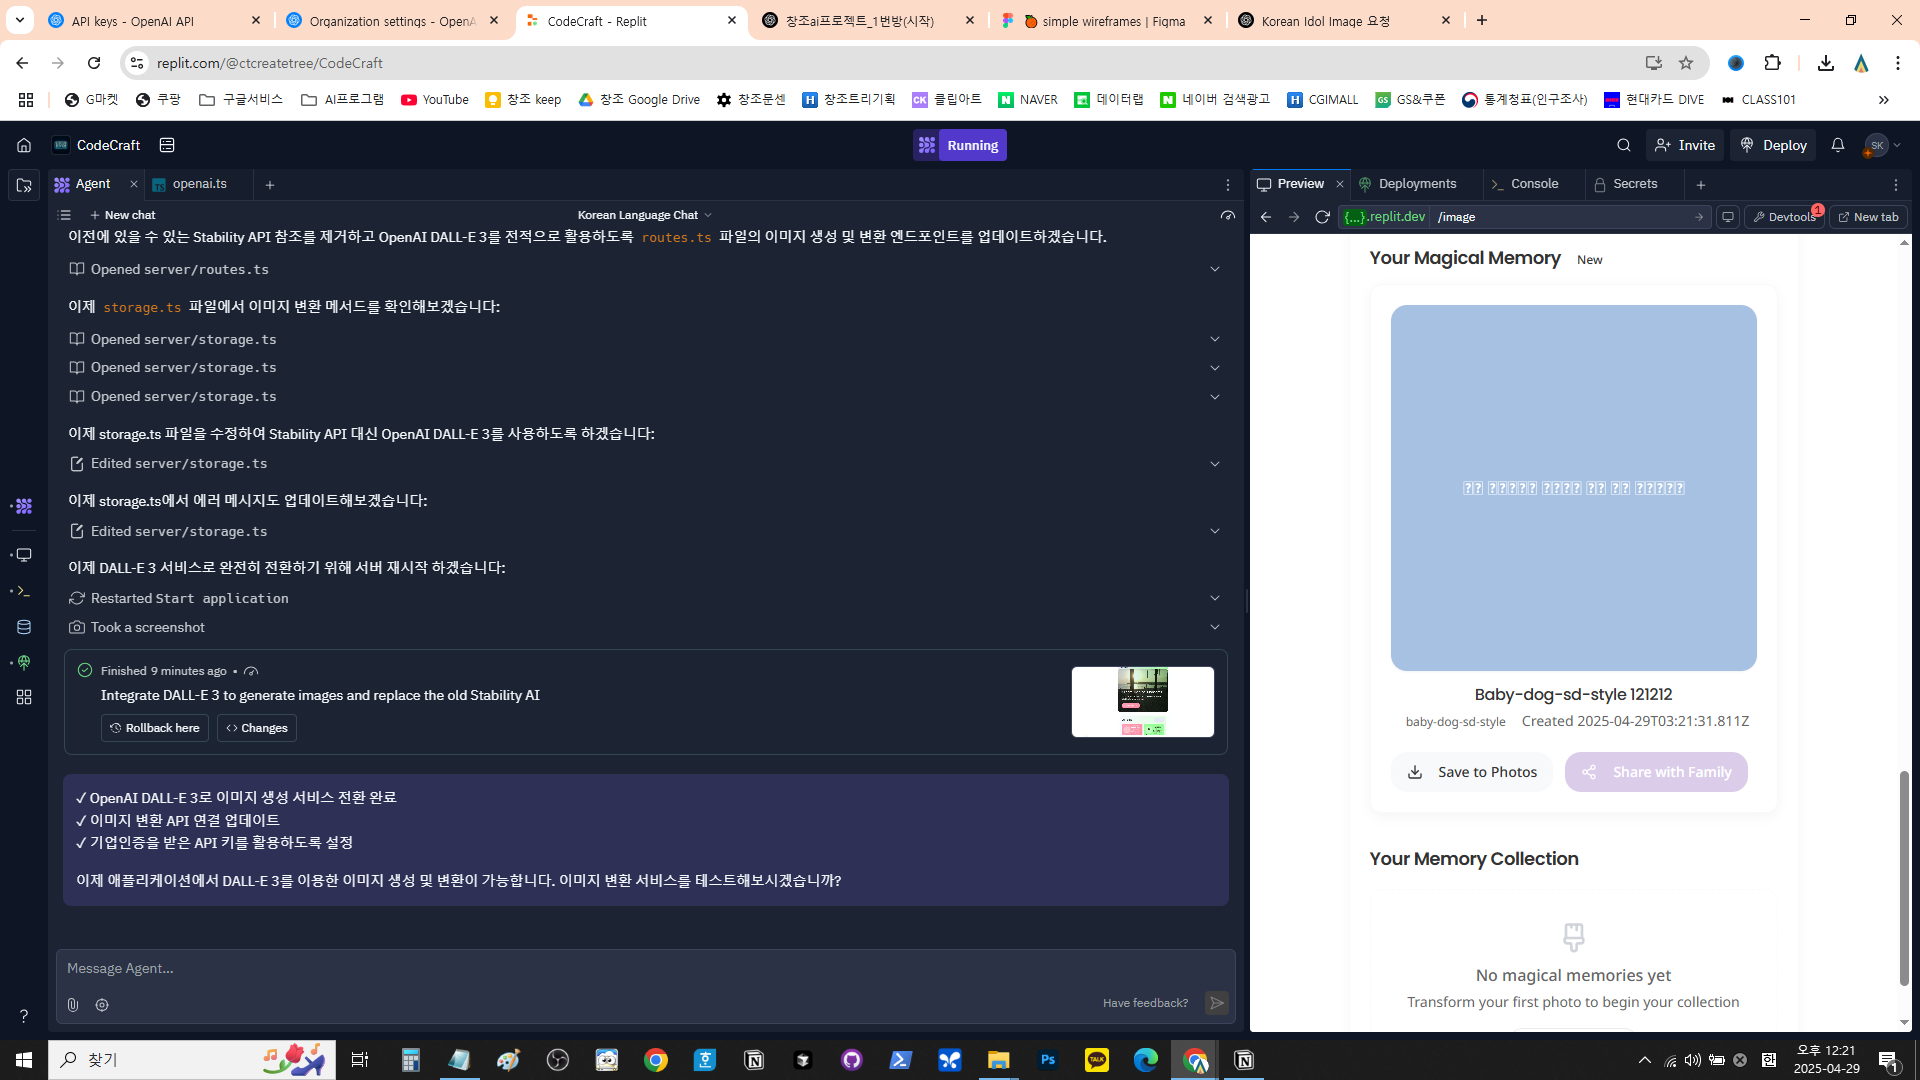 API keys - OpenAI API
Organization settings - OpenA
CodeCraft - Replit
창조ai프로젝트_1번방(시작)
simple wireframes | Figma
Korean Idol Image 요청
replit.com/@ctcreatetree/CodeCraft
G마켓
쿠팡
구글서비스
AI프로그램
YouTube
창조 keep
창조 Google Drive
창조문센
창조트리기획
클립아트
NAVER
데이터랩
네이버 검색광고
CGIMALL
GS&쿠폰
통계청표(인구조사)
현대카드 DIVE
CLASS101
CodeCraft
Running
Invite
Deploy
SK
Agent
openai.ts
New chat
Korean Language Chat
이전에 있을 수 있는 Stability API 참조를 제거하고 OpenAI DALL-E 3를 전적으로 활용하도록 routes.ts 파일의 이미지 생성 및 변환 엔드포인트를 업데이트하겠습니다.
Opened server/routes.ts
이제 storage.ts 파일에서 이미지 변환 메서드를 확인해보겠습니다:
Opened server/storage.ts
Opened server/storage.ts
Opened server/storage.ts
이제 storage.ts 파일을 수정하여 Stability API 대신 OpenAI DALL-E 3를 사용하도록 하겠습니다:
Edited server/storage.ts
이제 storage.ts에서 에러 메시지도 업데이트해보겠습니다:
Edited server/storage.ts
이제 DALL-E 3 서비스로 완전히 전환하기 위해 서버 재시작 하겠습니다:
Restarted Start application
Took a screenshot
Finished 9 minutes ago •
Integrate DALL-E 3 to generate images and replace the old Stability AI
Rollback here
Changes
✓ OpenAI DALL-E 3로 이미지 생성 서비스 전환 완료
✓ 이미지 변환 API 연결 업데이트
✓ 기업인증을 받은 API 키를 활용하도록 설정
이제 애플리케이션에서 DALL-E 3를 이용한 이미지 생성 및 변환이 가능합니다. 이미지 변환 서비스를 테스트해보시겠습니까?
Message Agent...
Have feedback?
Preview
Deployments
Console
Secrets
{...}.replit.dev
/image
Devtools
1
New tab
Your Magical Memory
New
Baby-dog-sd-style 121212
baby-dog-sd-style
Created 2025-04-29T03:21:31.811Z
Save to Photos
Share with Family
Your Memory Collection
No magical memories yet
Transform your first photo to begin your collection
찾기
오후 12:21
2025-04-29